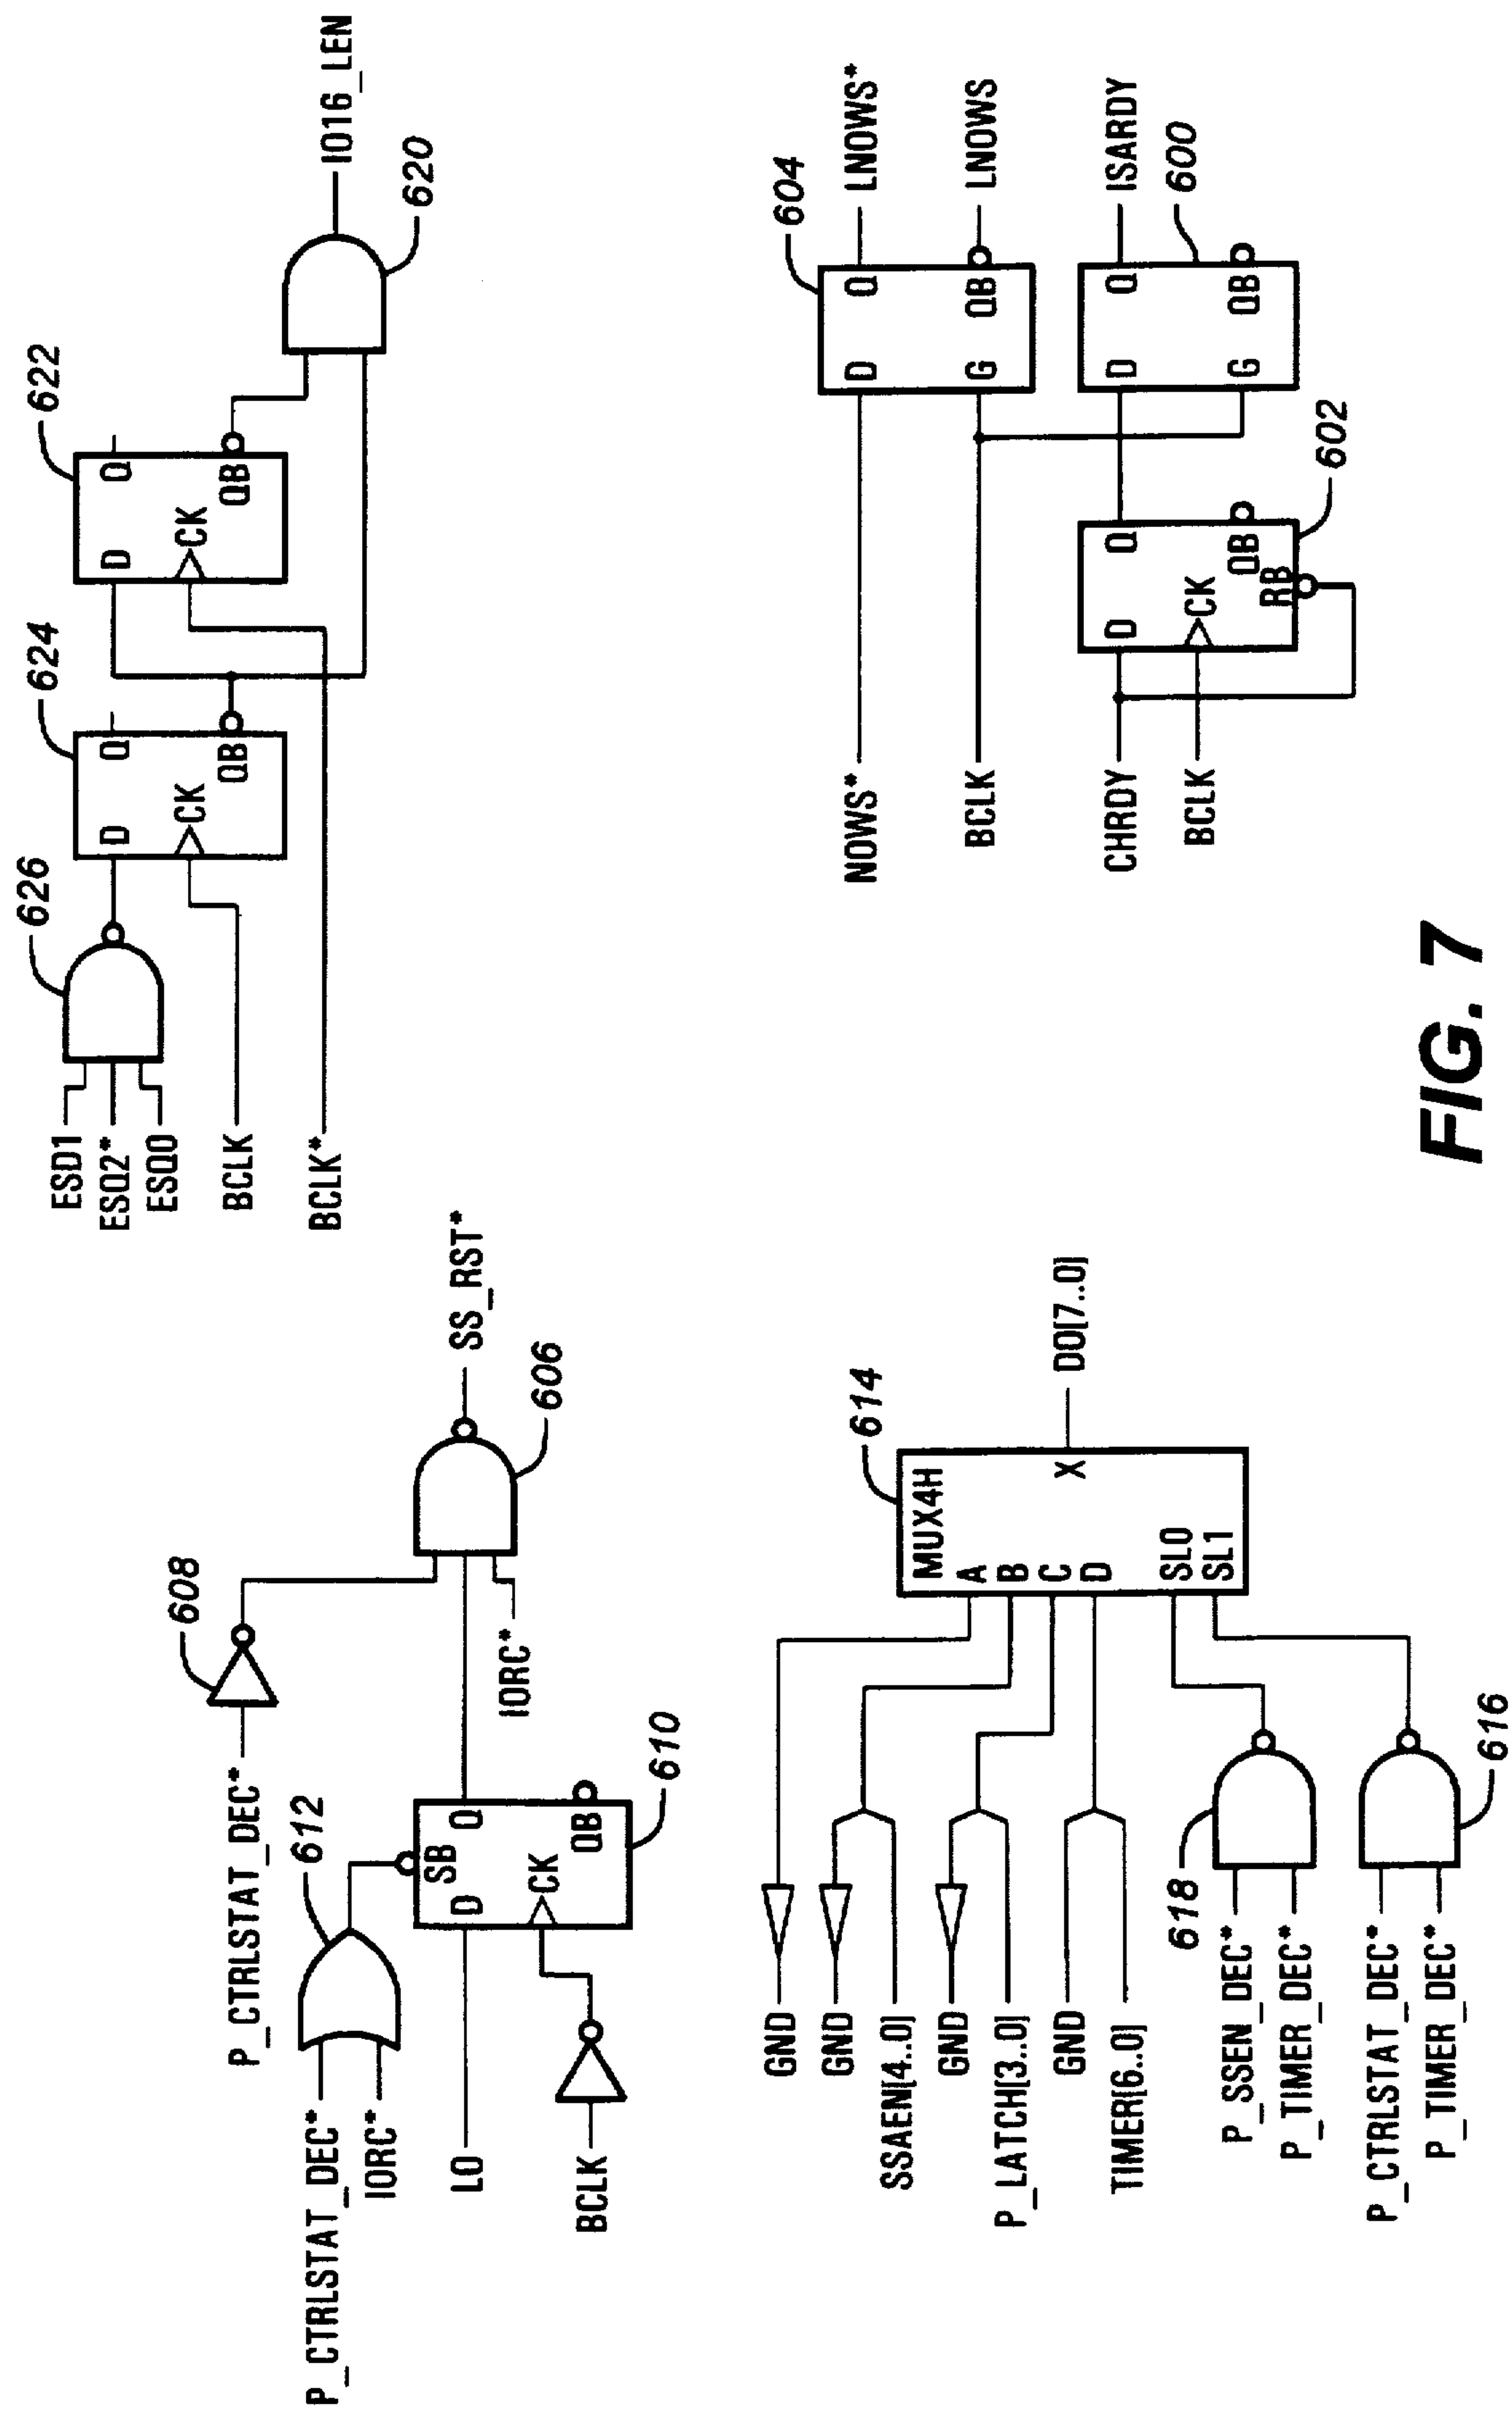 P_CTRLSTAT_DEC*
608
P_CTRLSTAT_DEC*
IORC*
612
LO
BCLK
SB
D
Q
CK
QB
610
IORC*
606
SS_RST*
ESD1
ESQ2*
ESQ0
BCLK
BCLK*
626
624
D
Q
CK
QB
622
D
Q
CK
QB
620
IO16_LEN
GND
GND
SSAEN[4..0]
GND
P_LATCH[3..0]
GND
TIMER[6..0]
P_SSEN_DEC*
P_TIMER_DEC*
618
P_CTRLSTAT_DEC*
P_TIMER_DEC*
616
614
MUX4H
A
B
C
D
X
SL0
SL1
DO[7..0]
NOWS*
BCLK
604
D
Q
G
QB
LNOWS*
LNOWS
CHRDY
BCLK
D
Q
CK
QB
RB
602
D
Q
G
QB
ISARDY
600
FIG. 7